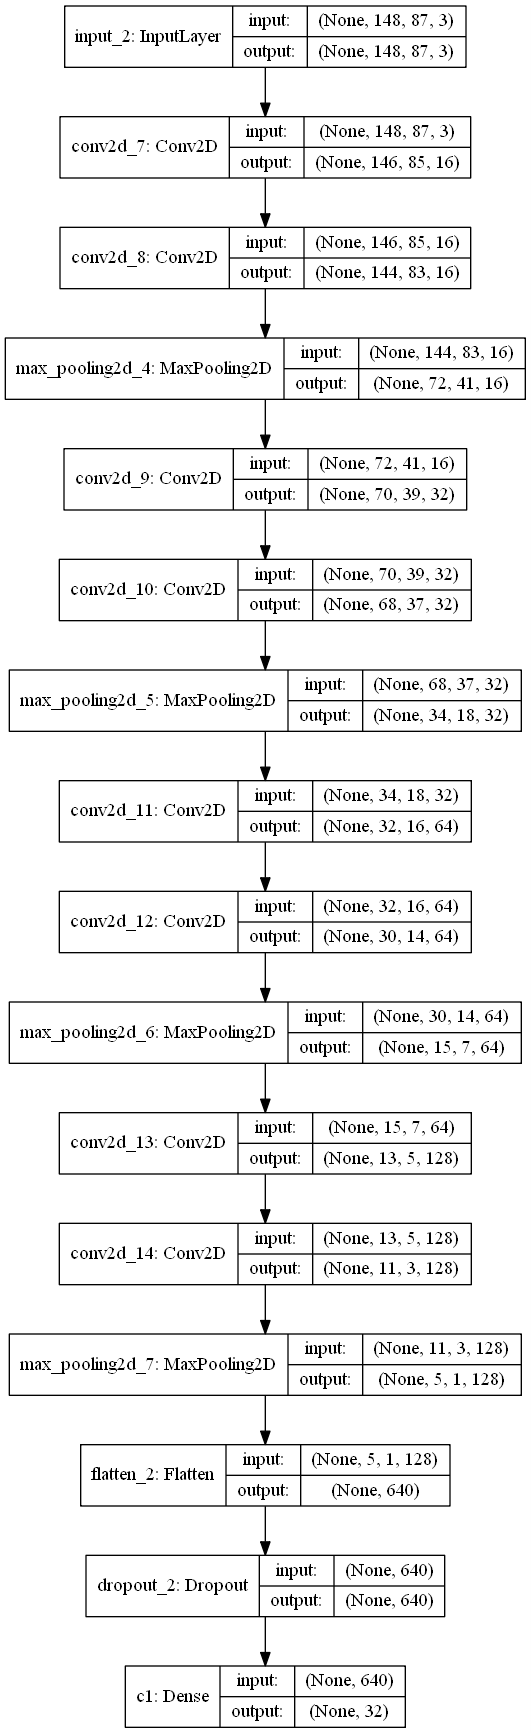 input_2: InputLayer
input: (None, 148, 87, 3)
output: (None, 148, 87, 3)
conv2d_7: Conv2D
input: (None, 148, 87, 3)
output: (None, 146, 85, 16)
conv2d_8: Conv2D
input: (None, 146, 85, 16)
output: (None, 144, 83, 16)
max_pooling2d_4: MaxPooling2D
input: (None, 144, 83, 16)
output: (None, 72, 41, 16)
conv2d_9: Conv2D
input: (None, 72, 41, 16)
output: (None, 70, 39, 32)
conv2d_10: Conv2D
input: (None, 70, 39, 32)
output: (None, 68, 37, 32)
max_pooling2d_5: MaxPooling2D
input: (None, 68, 37, 32)
output: (None, 34, 18, 32)
conv2d_11: Conv2D
input: (None, 34, 18, 32)
output: (None, 32, 16, 64)
conv2d_12: Conv2D
input: (None, 32, 16, 64)
output: (None, 30, 14, 64)
max_pooling2d_6: MaxPooling2D
input: (None, 30, 14, 64)
output: (None, 15, 7, 64)
conv2d_13: Conv2D
input: (None, 15, 7, 64)
output: (None, 13, 5, 128)
conv2d_14: Conv2D
input: (None, 13, 5, 128)
output: (None, 11, 3, 128)
max_pooling2d_7: MaxPooling2D
input: (None, 11, 3, 128)
output: (None, 5, 1, 128)
flatten_2: Flatten
input: (None, 5, 1, 128)
output: (None, 640)
dropout_2: Dropout
input: (None, 640)
output: (None, 640)
c1: Dense
input: (None, 640)
output: (None, 32)